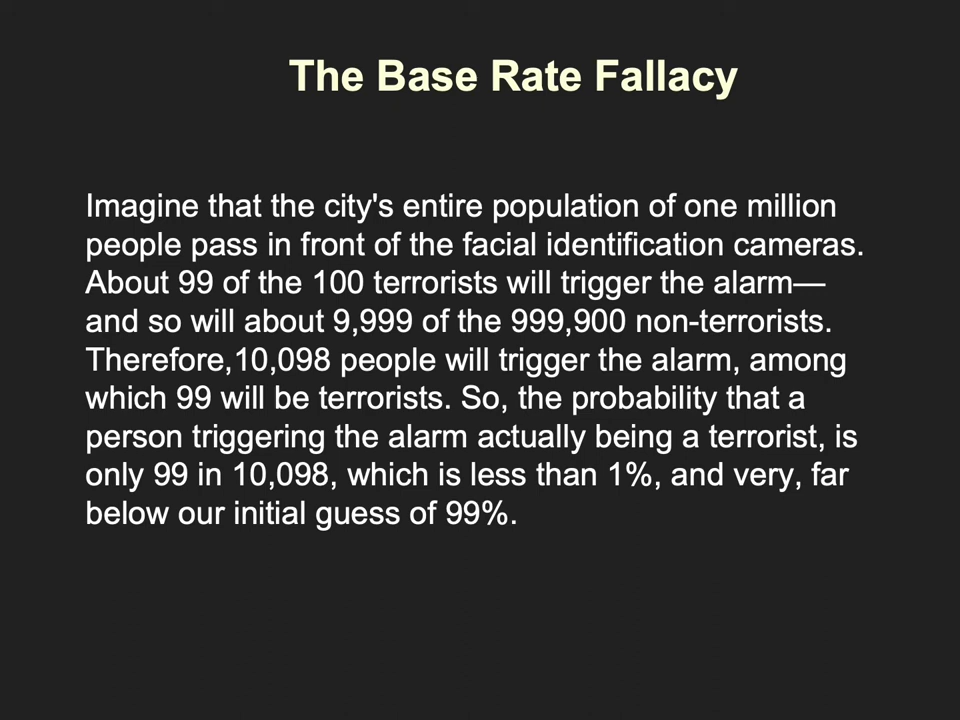 The Base Rate Fallacy
Imagine that the city's entire population of one million
people pass in front of the facial identification cameras.
About 99 of the 100 terrorists will trigger the alarm—
and so will about 9,999 of the 999,900 non-terrorists.
Therefore,10,098 people will trigger the alarm, among
which 99 will be terrorists. So, the probability that a
person triggering the alarm actually being a terrorist, is
only 99 in 10,098, which is less than 1%, and very, far
below our initial guess of 99%.